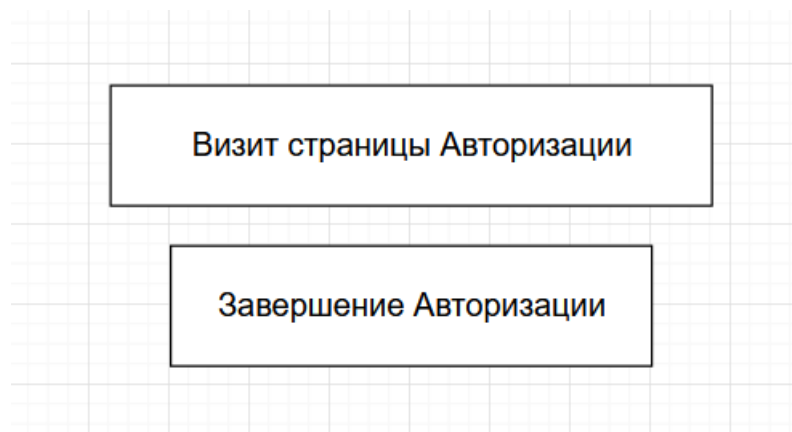 Визит страницы Авторизации
Завершение Авторизации